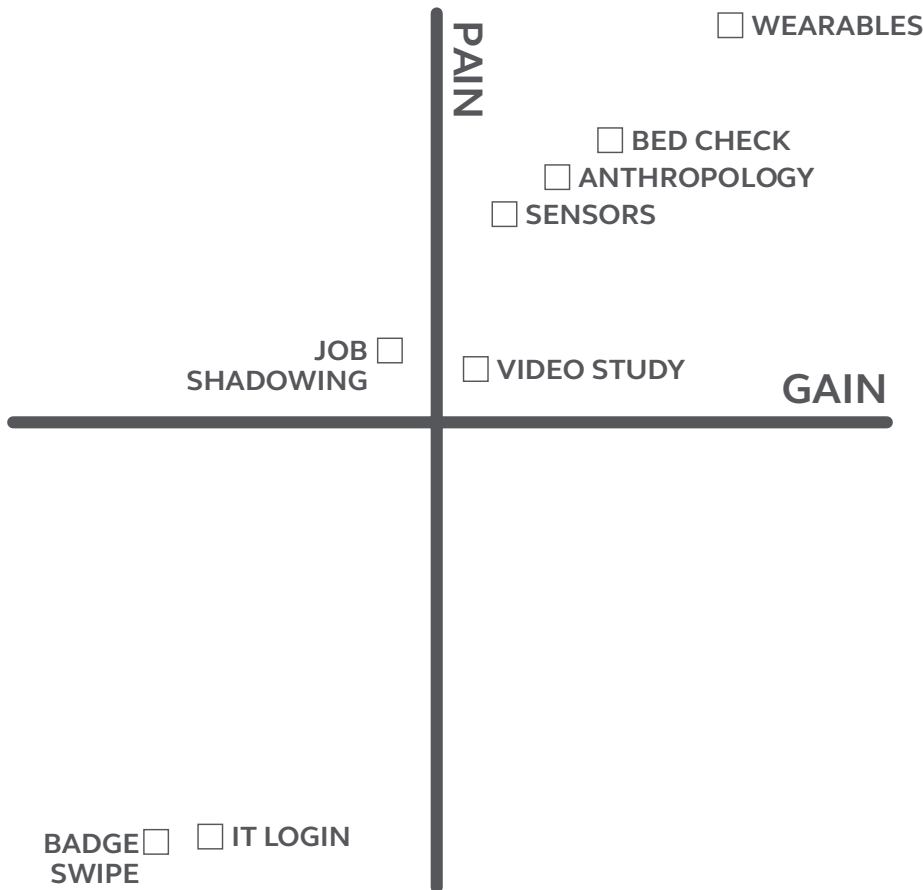 WEARABLES
PAIN
BED CHECK
ANTHROPOLOGY
SENSORS
JOB
SHADOWING
VIDEO STUDY
GAIN
BADGE
SWIPE
IT LOGIN